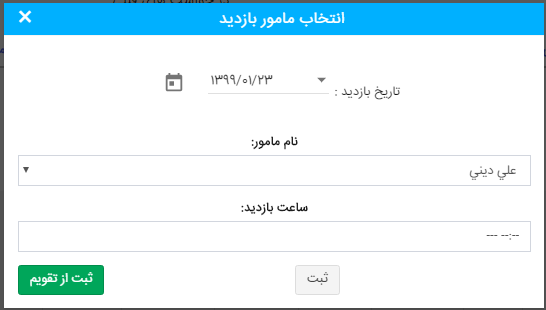 انتخاب مامور بازدید
تاریخ بازدید : ۱۳۹۹/۰۱/۲۳
نام مامور:
علي ديني
ساعت بازدید:
--:-- ---
ثبت
ثبت از تقویم